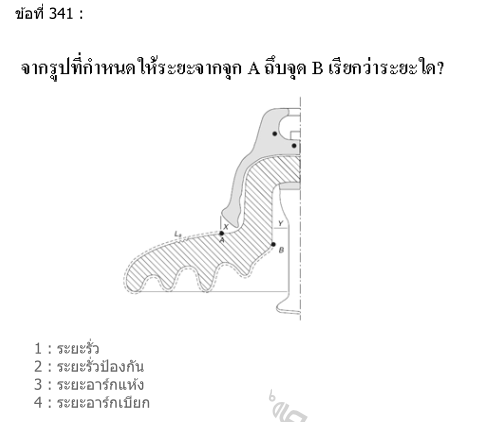 ข้อที่ 341 :
จากรูปที่กำหนดให้ระยะจากจุก A ถึบจุด B เรียกว่าระยะใด?
X
L₁
A
Y
B
1 : ระยะรั่ว
2 : ระยะรั่วป้องกัน
3 : ระยะอาร์กแห้ง
4 : ระยะอาร์กเปียก